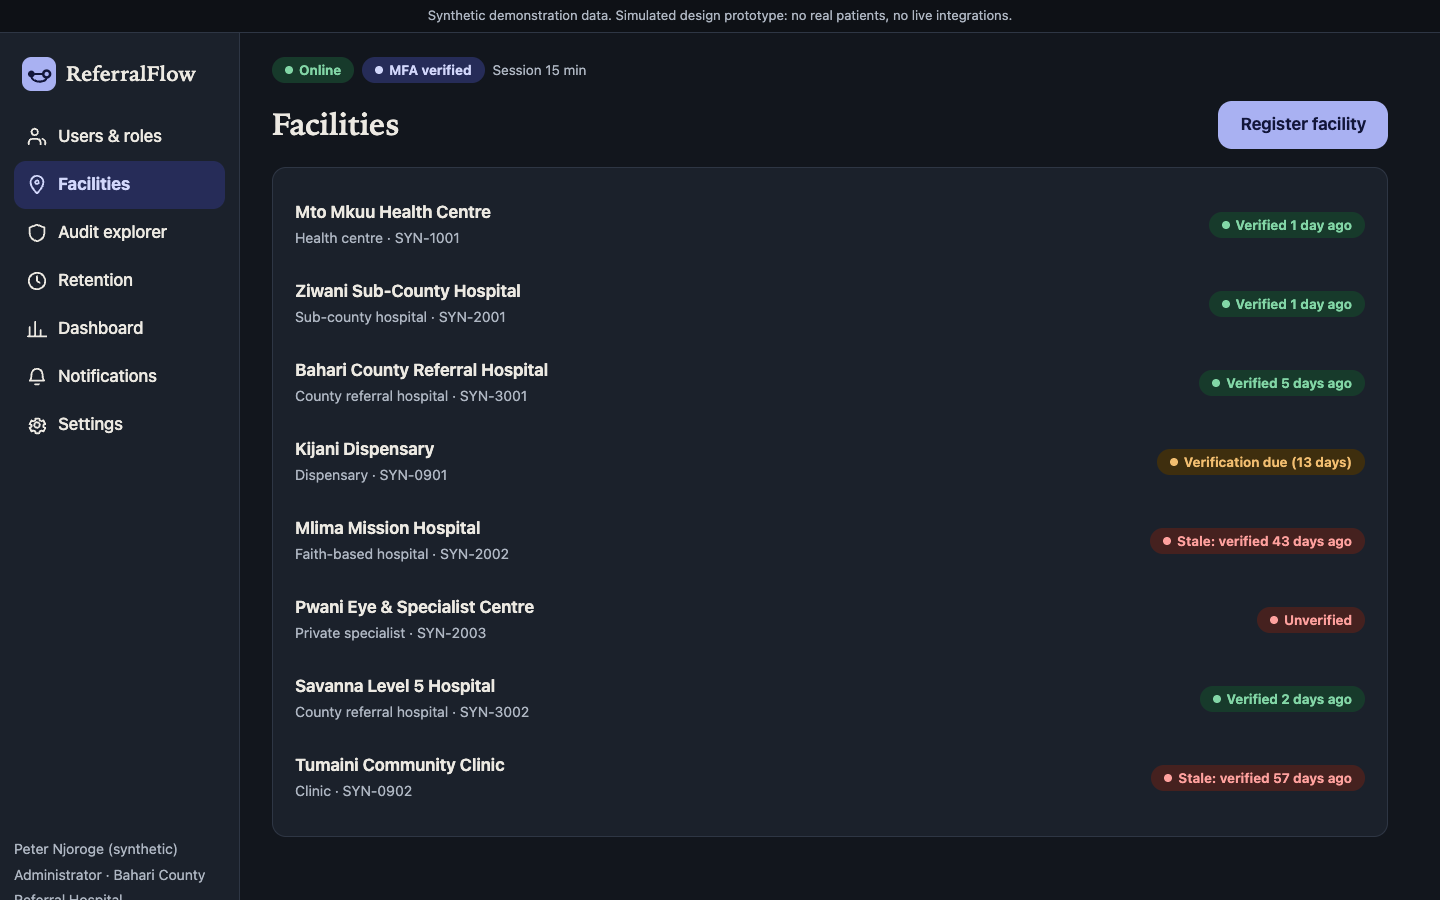 Synthetic demonstration data. Simulated design prototype: no real patients, no live integrations.
ReferralFlow
Users & roles
Facilities
Audit explorer
Retention
Dashboard
Notifications
Settings
Peter Njoroge (synthetic)
Administrator · Bahari County
Referral Hospital
Online
MFA verified
Session 15 min
Facilities
Register facility
Mto Mkuu Health Centre
Health centre · SYN-1001
Verified 1 day ago
Ziwani Sub-County Hospital
Sub-county hospital · SYN-2001
Verified 1 day ago
Bahari County Referral Hospital
County referral hospital · SYN-3001
Verified 5 days ago
Kijani Dispensary
Dispensary · SYN-0901
Verification due (13 days)
Mlima Mission Hospital
Faith-based hospital · SYN-2002
Stale: verified 43 days ago
Pwani Eye & Specialist Centre
Private specialist · SYN-2003
Unverified
Savanna Level 5 Hospital
County referral hospital · SYN-3002
Verified 2 days ago
Tumaini Community Clinic
Clinic · SYN-0902
Stale: verified 57 days ago